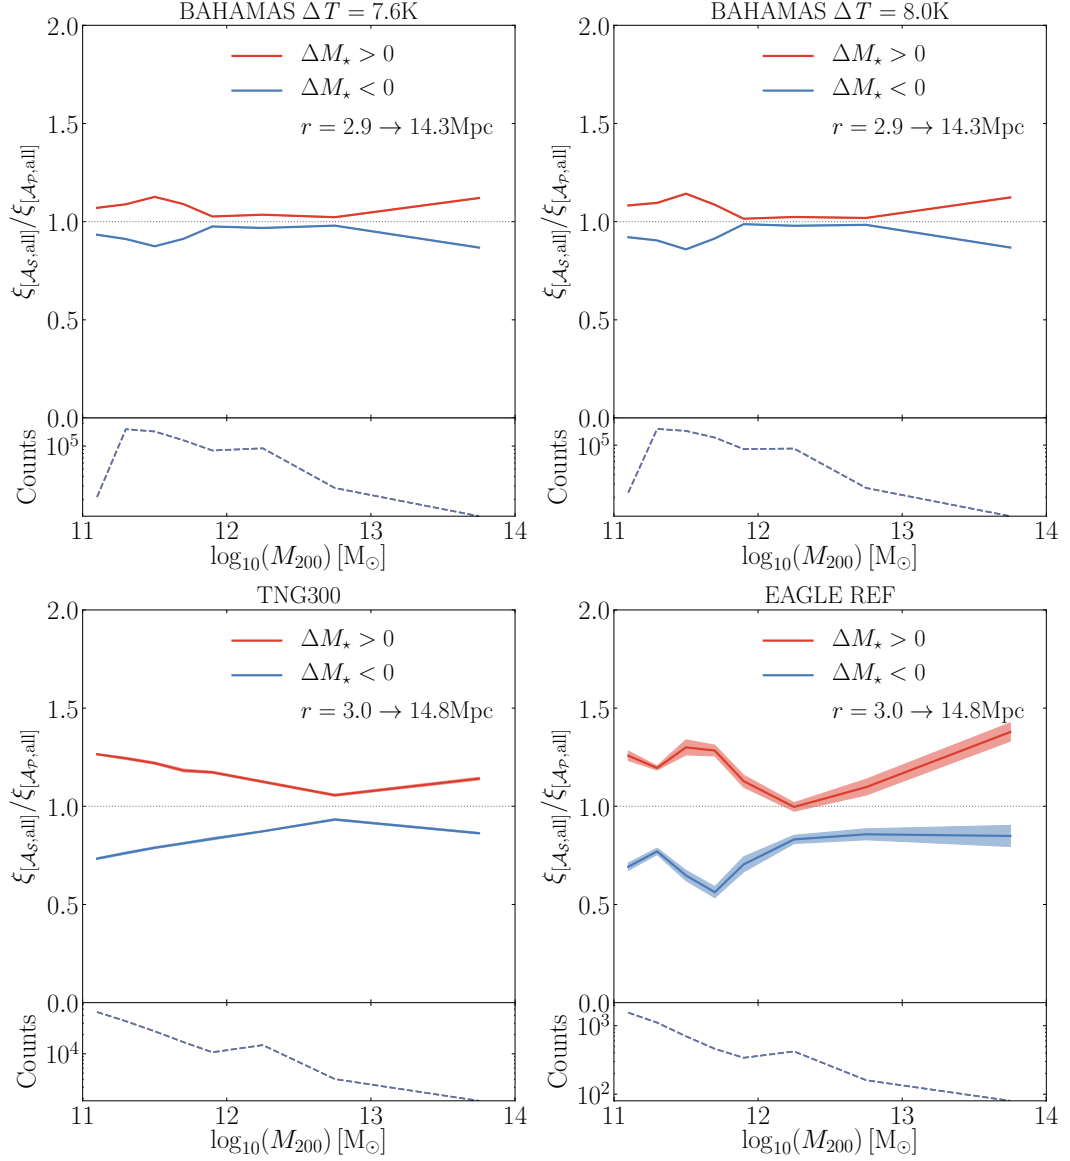 BAHAMAS ΔT = 7.6K
2.0
1.5
1.0
0.5
0.0
ξ[𝒜_S,all]/ξ[𝒜_P,all]
ΔM⋆ > 0
ΔM⋆ < 0
r = 2.9 → 14.3Mpc
10^5
Counts
11 12 13 14
log10(M200) [M⊙]
BAHAMAS ΔT = 8.0K
2.0
1.5
1.0
0.5
0.0
ξ[𝒜_S,all]/ξ[𝒜_P,all]
ΔM⋆ > 0
ΔM⋆ < 0
r = 2.9 → 14.3Mpc
10^5
Counts
11 12 13 14
log10(M200) [M⊙]
TNG300
2.0
1.5
1.0
0.5
0.0
ξ[𝒜_S,all]/ξ[𝒜_P,all]
ΔM⋆ > 0
ΔM⋆ < 0
r = 3.0 → 14.8Mpc
10^4
Counts
11 12 13 14
log10(M200) [M⊙]
EAGLE REF
2.0
1.5
1.0
0.5
0.0
ξ[𝒜_S,all]/ξ[𝒜_P,all]
ΔM⋆ > 0
ΔM⋆ < 0
r = 3.0 → 14.8Mpc
10^3
10^2
Counts
11 12 13 14
log10(M200) [M⊙]